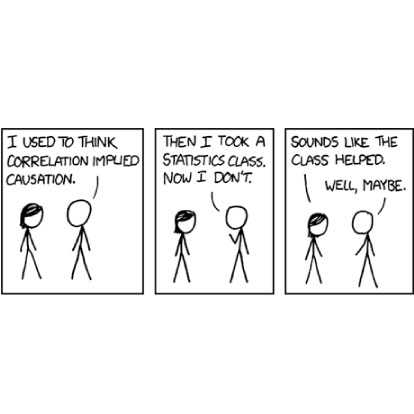 I USED TO THINK
CORRELATION IMPLIED
CAUSATION.
THEN I TOOK A
STATISTICS CLASS.
NOW I DON'T.
SOUNDS LIKE THE
CLASS HELPED.
WELL, MAYBE.